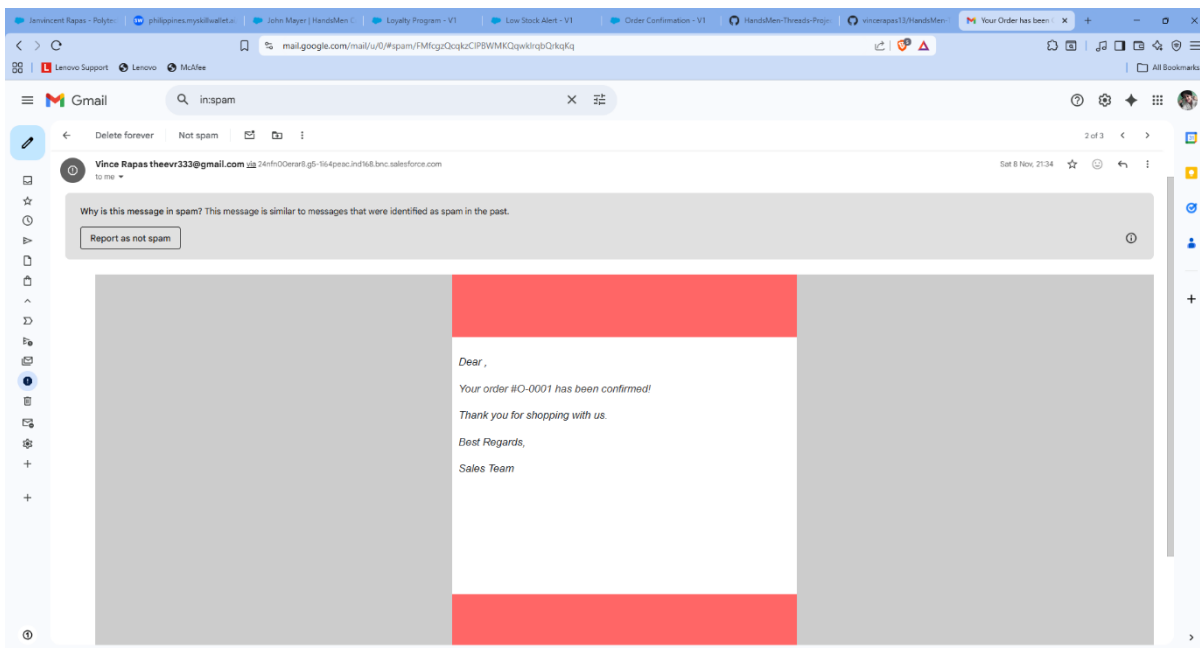 Janvincent Rapas - Polytec
philippines.myskillwallet.a
John Mayer | HandsMen
Loyalty Program - V1
Low Stock Alert - V1
Order Confirmation - V1
HandsMen-Threads-Proje
vincerapas13/HandsMen-
Your Order has been
mail.google.com/mail/u/0/#spam/FMfcgzQcqkzClPBWMKQqwklrqbQrkqKq
Lenovo Support
Lenovo
McAfee
All Bookmarks
Gmail
in:spam
Delete forever
Not spam
2 of 3
Vince Rapas theevr333@gmail.com via 24nfn00erar8.g5-1i64peac.ind168.bnc.salesforce.com
Sat 8 Nov, 21:34
to me
Why is this message in spam? This message is similar to messages that were identified as spam in the past.
Report as not spam
Dear ,
Your order #O-0001 has been confirmed!
Thank you for shopping with us.
Best Regards,
Sales Team